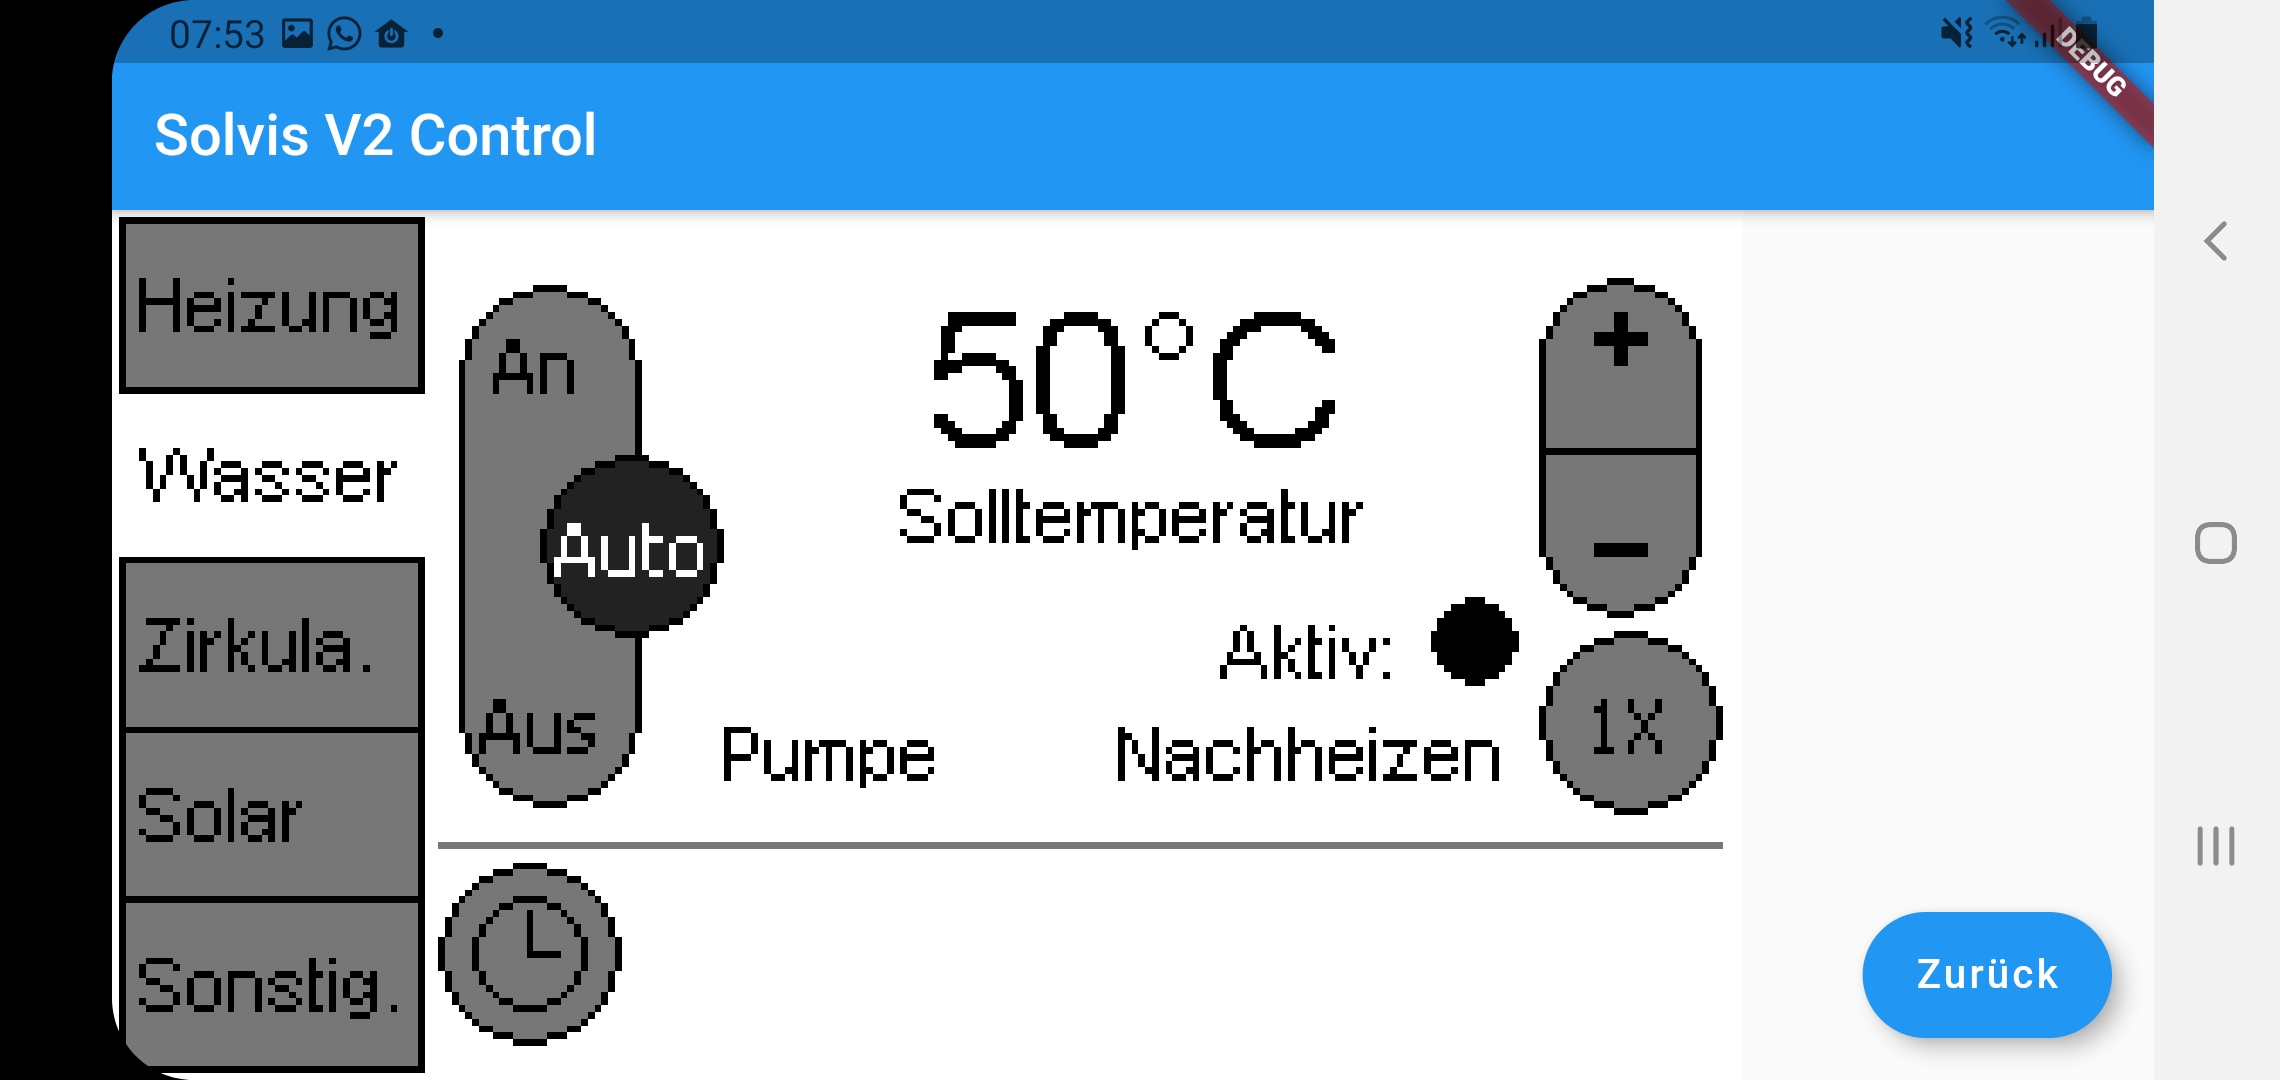 07:53
DEBUG
Solvis V2 Control
Heizung
Wasser
Zirkula.
Solar
Sonstig.
An
Auto
Aus
50°C
Solltemperatur
Aktiv:
Pumpe
Nachheizen
+
−
1X
Zurück